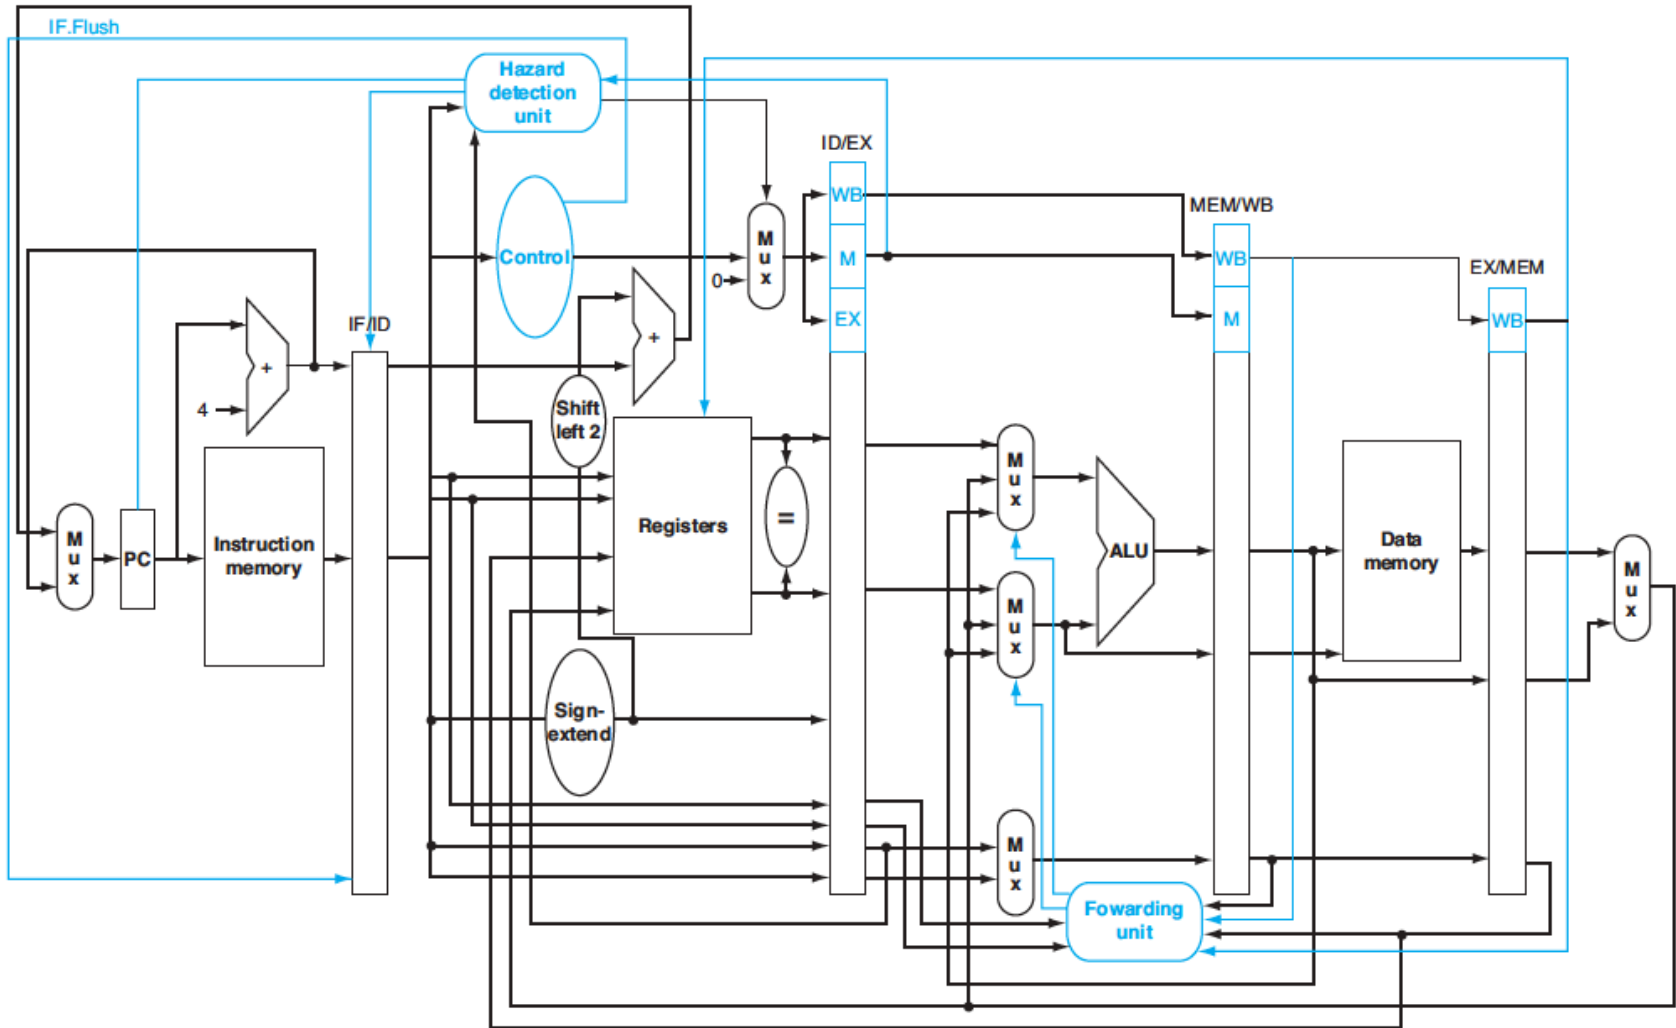 IF.Flush
Hazard
detection
unit
ID/EX
WB
MEM/WB
M
u
x
Control
M
WB
EX/MEM
0
IF/ID
+
EX
M
WB
+
4
Shift
left 2
M
u
x
M
u
x
PC
Instruction
memory
Registers
=
ALU
Data
memory
M
u
x
M
u
x
Sign-
extend
M
u
x
Fowarding
unit